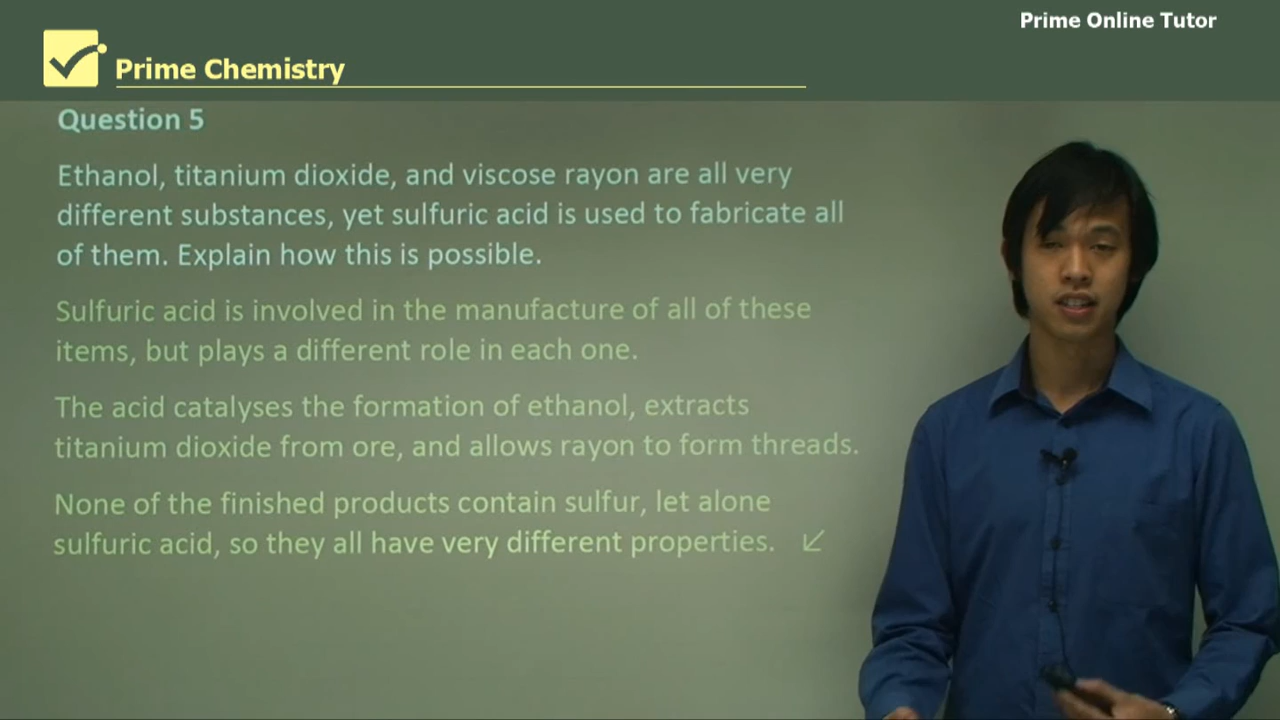 Prime Online Tutor
Prime Chemistry
Question 5
Ethanol, titanium dioxide, and viscose rayon are all very
different substances, yet sulfuric acid is used to fabricate all
of them. Explain how this is possible.
Sulfuric acid is involved in the manufacture of all of these
items, but plays a different role in each one.
The acid catalyses the formation of ethanol, extracts
titanium dioxide from ore, and allows rayon to form threads.
None of the finished products contain sulfur, let alone
sulfuric acid, so they all have very different properties.